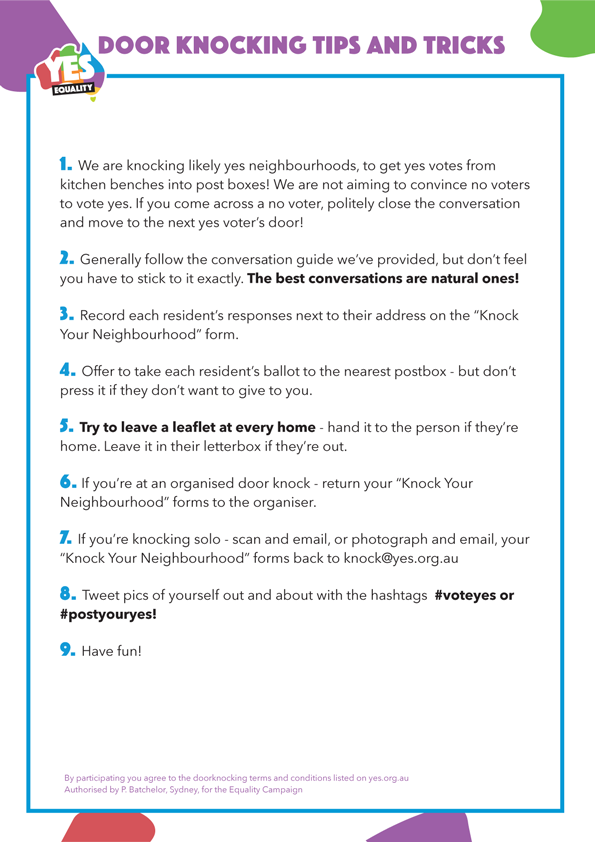 DOOR KNOCKING TIPS AND TRICKS
YES
EQUALITY
1. We are knocking likely yes neighbourhoods, to get yes votes from
kitchen benches into post boxes! We are not aiming to convince no voters
to vote yes. If you come across a no voter, politely close the conversation
and move to the next yes voter’s door!
2. Generally follow the conversation guide we’ve provided, but don’t feel
you have to stick to it exactly. The best conversations are natural ones!
3. Record each resident’s responses next to their address on the “Knock
Your Neighbourhood” form.
4. Offer to take each resident’s ballot to the nearest postbox - but don’t
press it if they don’t want to give to you.
5. Try to leave a leaflet at every home - hand it to the person if they’re
home. Leave it in their letterbox if they’re out.
6. If you’re at an organised door knock - return your “Knock Your
Neighbourhood” forms to the organiser.
7. If you’re knocking solo - scan and email, or photograph and email, your
“Knock Your Neighbourhood” forms back to knock@yes.org.au
8. Tweet pics of yourself out and about with the hashtags #voteyes or
#postyouryes!
9. Have fun!
By participating you agree to the doorknocking terms and conditions listed on yes.org.au
Authorised by P. Batchelor, Sydney, for the Equality Campaign